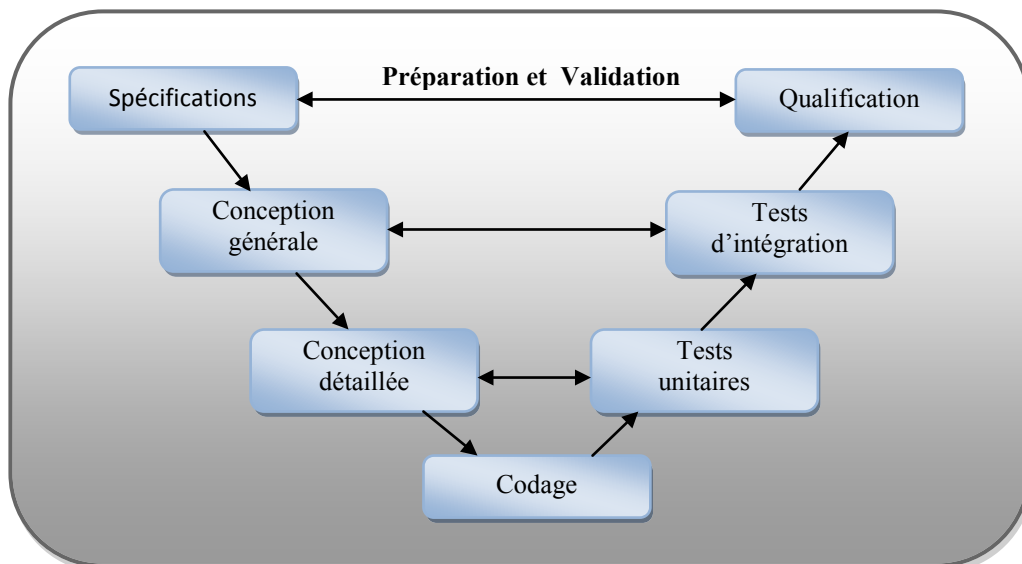 Préparation et Validation
Spécifications
Qualification
Conception
générale
Tests
d’intégration
Conception
détaillée
Tests
unitaires
Codage